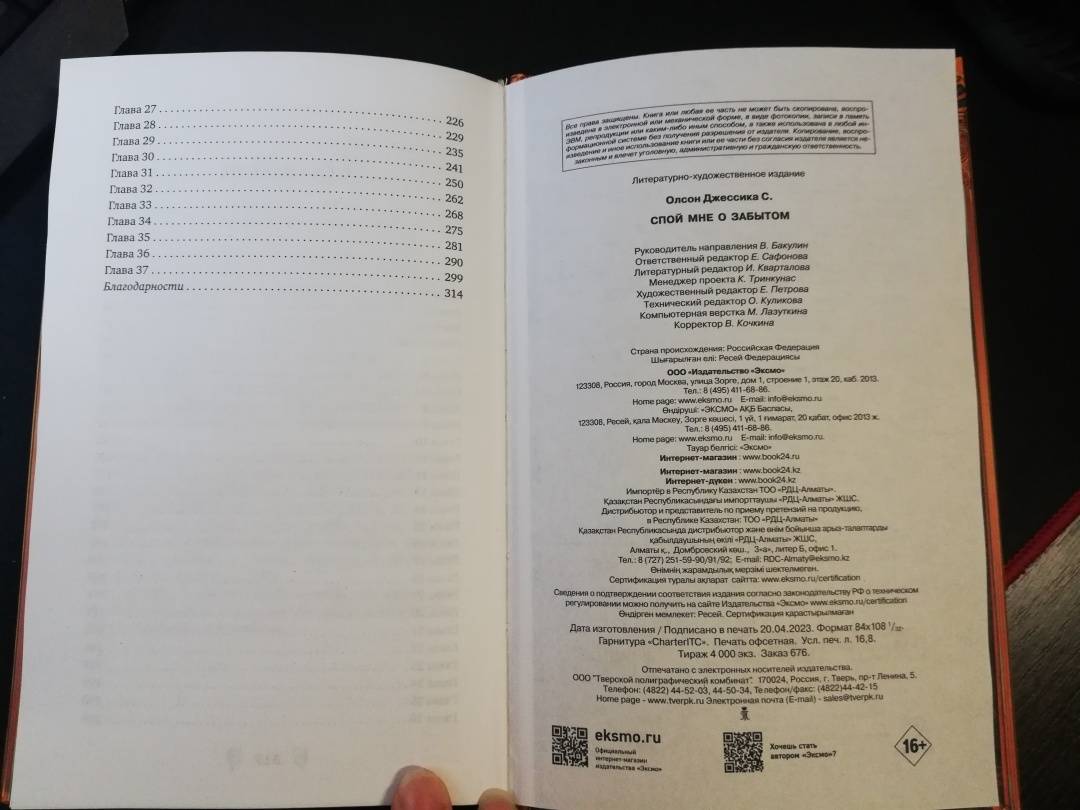 Глава 27 . . . . . . . . . . . . . . . . . . . . . . . . . . . . . . . . . . . . . . . . . . . . . . 226
Глава 28 . . . . . . . . . . . . . . . . . . . . . . . . . . . . . . . . . . . . . . . . . . . . . . 229
Глава 29 . . . . . . . . . . . . . . . . . . . . . . . . . . . . . . . . . . . . . . . . . . . . . . 235
Глава 30 . . . . . . . . . . . . . . . . . . . . . . . . . . . . . . . . . . . . . . . . . . . . . . 241
Глава 31 . . . . . . . . . . . . . . . . . . . . . . . . . . . . . . . . . . . . . . . . . . . . . . 250
Глава 32 . . . . . . . . . . . . . . . . . . . . . . . . . . . . . . . . . . . . . . . . . . . . . . 262
Глава 33 . . . . . . . . . . . . . . . . . . . . . . . . . . . . . . . . . . . . . . . . . . . . . . 268
Глава 34 . . . . . . . . . . . . . . . . . . . . . . . . . . . . . . . . . . . . . . . . . . . . . . 275
Глава 35 . . . . . . . . . . . . . . . . . . . . . . . . . . . . . . . . . . . . . . . . . . . . . . 281
Глава 36 . . . . . . . . . . . . . . . . . . . . . . . . . . . . . . . . . . . . . . . . . . . . . . 290
Глава 37 . . . . . . . . . . . . . . . . . . . . . . . . . . . . . . . . . . . . . . . . . . . . . . 299
Благодарности . . . . . . . . . . . . . . . . . . . . . . . . . . . . . . . . . . . . . . . . 314
Все права защищены. Книга или любая ее часть не может быть скопирована, воспро-
изведена в электронной или механической форме, в виде фотокопии, записи в память
ЭВМ, репродукции или каким-либо иным способом, а также использована в любой ин-
формационной системе без получения разрешения от издателя. Копирование, воспро-
изведение и иное использование книги или ее части без согласия издателя является не-
законным и влечет уголовную, административную и гражданскую ответственность.
Литературно-художественное издание
Олсон Джессика С.
СПОЙ МНЕ О ЗАБЫТОМ
Руководитель направления В. Бакулин
Ответственный редактор Е. Сафонова
Литературный редактор И. Кварталова
Менеджер проекта К. Тринкунас
Художественный редактор Е. Петрова
Технический редактор О. Куликова
Компьютерная верстка М. Лазуткина
Корректор В. Кочкина
Страна происхождения: Российская Федерация
Шығарылған елі: Ресей Федерациясы
ООО «Издательство «Эксмо»
123308, Россия, город Москва, улица Зорге, дом 1, строение 1, этаж 20, каб. 2013.
Тел.: 8 (495) 411-68-86.
Home page: www.eksmo.ru E-mail: info@eksmo.ru
Өндіруші: «ЭКСМО» АҚБ Баспасы,
123308, Ресей, қала Мәскеу, Зорге көшесі, 1 үй, 1 ғимарат, 20 қабат, офис 2013 ж.
Тел.: 8 (495) 411-68-86.
Home page: www.eksmo.ru E-mail: info@eksmo.ru.
Тауар белгісі: «Эксмо»
Интернет-магазин : www.book24.ru
Интернет-магазин : www.book24.kz
Интернет-дүкен : www.book24.kz
Импортёр в Республику Казахстан ТОО «РДЦ-Алматы».
Қазақстан Республикасындағы импорттаушы «РДЦ-Алматы» ЖШС.
Дистрибьютор и представитель по приему претензий на продукцию,
в Республике Казахстан: ТОО «РДЦ-Алматы»
Қазақстан Республикасында дистрибьютор және өнім бойынша арыз-талаптарды
қабылдаушының өкілі «РДЦ-Алматы» ЖШС,
Алматы қ., Домбровский көш., 3«а», литер Б, офис 1.
Тел.: 8 (727) 251-59-90/91/92; E-mail: RDC-Almaty@eksmo.kz
Өнімнің жарамдылық мерзімі шектелмеген.
Сертификация туралы ақпарат сайтта: www.eksmo.ru/certification
Сведения о подтверждении соответствия издания согласно законодательству РФ о техническом
регулировании можно получить на сайте Издательства «Эксмо» www.eksmo.ru/certification
Өндірген мемлекет: Ресей. Сертификация қарастырылмаған
Дата изготовления / Подписано в печать 20.04.2023. Формат 84x108 1/32.
Гарнитура «CharterITC». Печать офсетная. Усл. печ. л. 16,8.
Тираж 4 000 экз. Заказ 676.
Отпечатано с электронных носителей издательства.
ООО "Тверской полиграфический комбинат". 170024, Россия, г. Тверь, пр-т Ленина, 5.
Телефон: (4822) 44-52-03, 44-50-34, Телефон/факс: (4822)44-42-15
Home page - www.tverpk.ru Электронная почта (E-mail) - sales@tverpk.ru
eksmo.ru
Официальный
интернет-магазин
издательства «Эксмо»
Хочешь стать
автором «Эксмо»?
16+